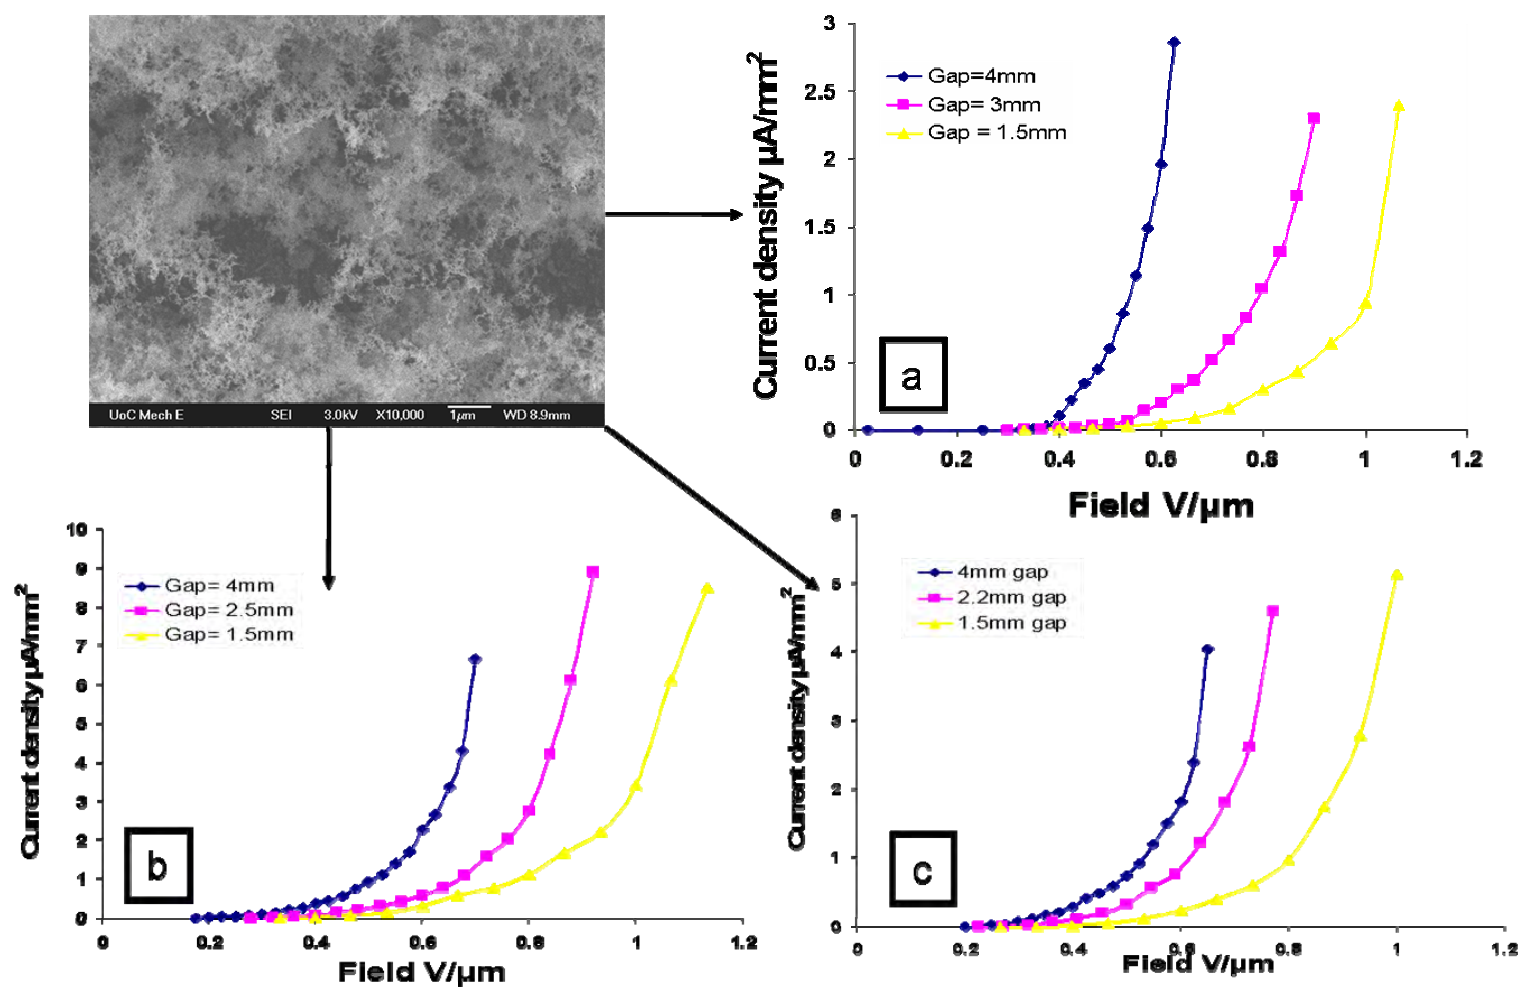 UoC Mech E SEI 3.0kV X10,000 1µm WD 8.9mm
3
2.5
2
1.5
1
0.5
0
Current density µA/mm²
Gap=4mm
Gap= 3mm
Gap = 1.5mm
a
0 0.2 0.4 0.6 0.8 1 1.2
Field V/µm
10
9
8
7
6
5
4
3
2
1
0
Current density µA/mm²
Gap= 4mm
Gap= 2.5mm
Gap= 1.5mm
b
0 0.2 0.4 0.6 0.8 1 1.2
Field V/µm
6
5
4
3
2
1
0
Current density µA/mm²
4mm gap
2.2mm gap
1.5mm gap
c
0 0.2 0.4 0.6 0.8 1 1.2
Field V/µm